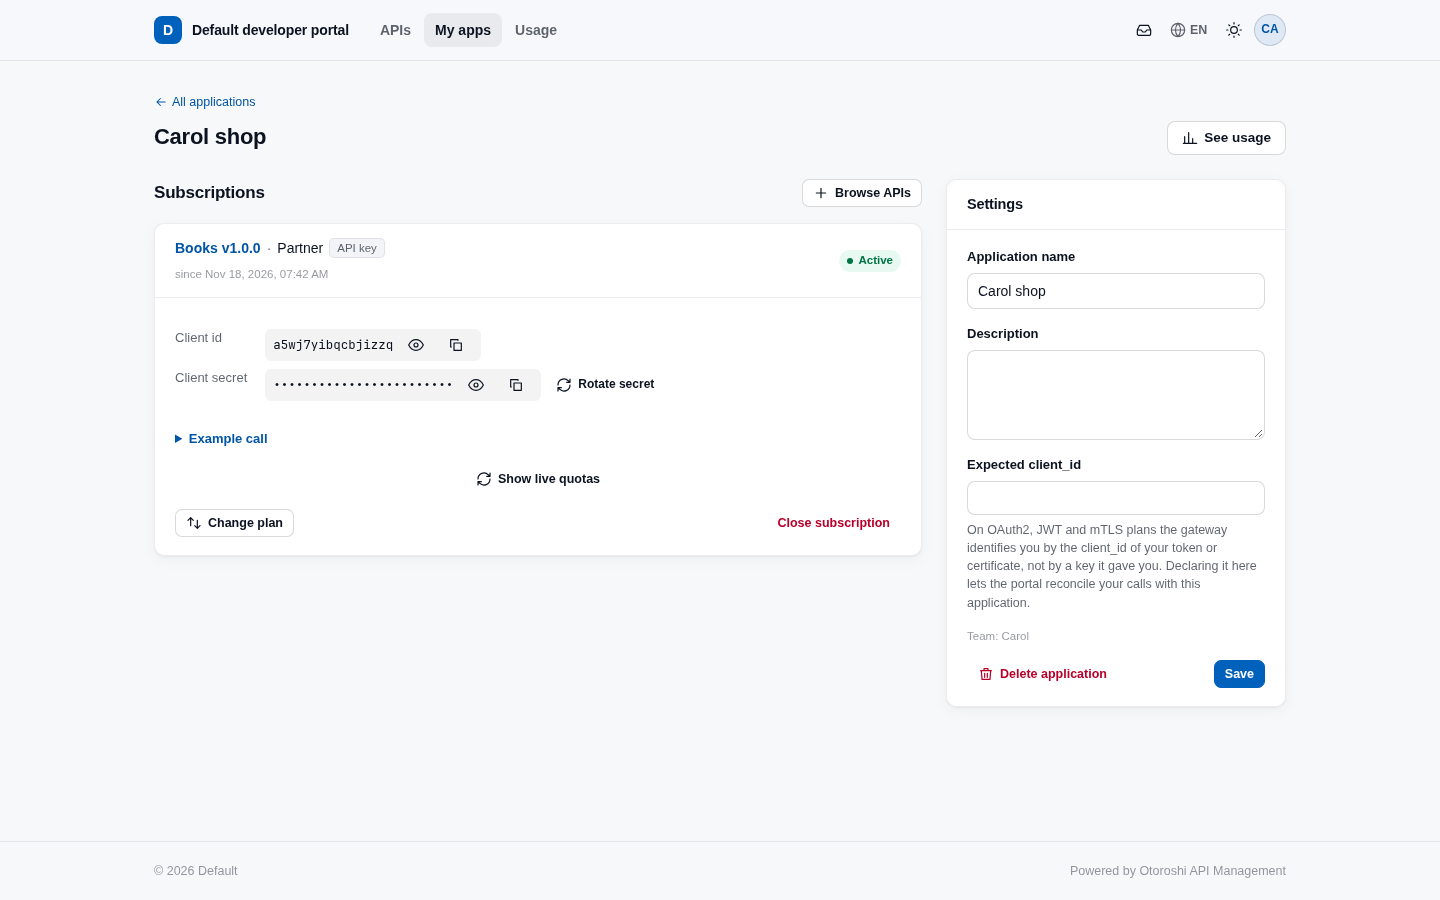 D Default developer portal APIs My apps Usage EN CA
All applications
Carol shop
See usage
Subscriptions
Browse APIs
Books v1.0.0 · Partner API key
since Nov 18, 2026, 07:42 AM
Active
Client id a5wj7yibqcbjizzq
Client secret ••••••••••••••••••••••••
Rotate secret
Example call
Show live quotas
Change plan
Close subscription
Settings
Application name
Carol shop
Description
Expected client_id
On OAuth2, JWT and mTLS plans the gateway
identifies you by the client_id of your token or
certificate, not by a key it gave you. Declaring it here
lets the portal reconcile your calls with this
application.
Team: Carol
Delete application
Save
© 2026 Default
Powered by Otoroshi API Management